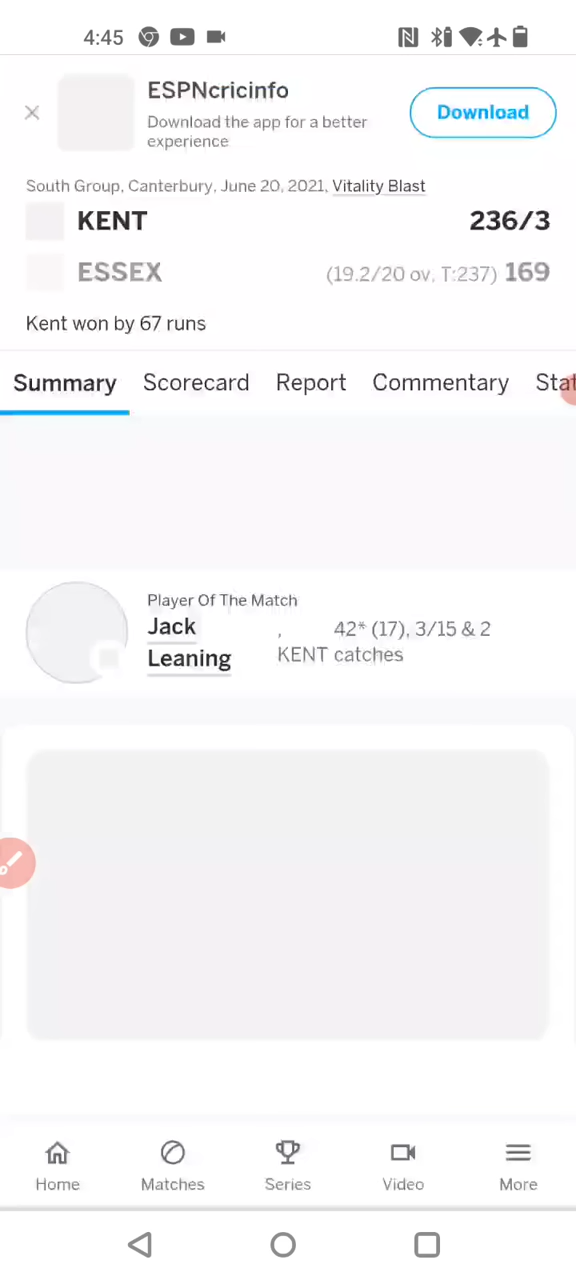 4:45
ESPNcricinfo
Download the app for a better
experience
Download
South Group, Canterbury, June 20, 2021, Vitality Blast
KENT 236/3
ESSEX (19.2/20 ov, T:237) 169
Kent won by 67 runs
Summary Scorecard Report Commentary Stat
Player Of The Match
Jack , 42* (17), 3/15 & 2
Leaning KENT catches
Home Matches Series Video More